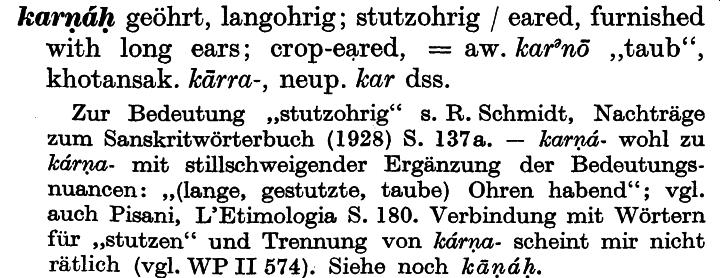 karṇáḥ geöhrt, langohrig; stutzohrig / eared, furnished
with long ears; crop-eared, = aw. karᵊnō „taub“,
khotansak. kārra-, neup. kar dss.
Zur Bedeutung „stutzohrig“ s. R. Schmidt, Nachträge
zum Sanskritwörterbuch (1928) S. 137a. — karṇá- wohl zu
kárṇa- mit stillschweigender Ergänzung der Bedeutungs-
nuancen: „(lange, gestutzte, taube) Ohren habend“; vgl.
auch Pisani, L'Etimologia S. 180. Verbindung mit Wörtern
für „stutzen“ und Trennung von kárṇa- scheint mir nicht
rätlich (vgl. WP II 574). Siehe noch kāṇáḥ.